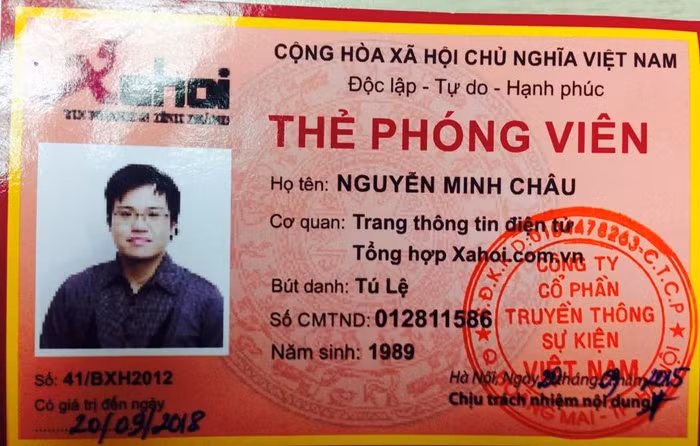 CỘNG HÒA XÃ HỘI CHỦ NGHĨA VIỆT NAM
Độc lập - Tự do - Hạnh phúc
Xahoi
THẺ PHÓNG VIÊN
Họ tên: NGUYỄN MINH CHÂU
Cơ quan: Trang thông tin điện tử
Tổng hợp Xahoi.com.vn
Bút danh: Tú Lệ
Số CMTND: 012811586
Năm sinh: 1989
Số: 41/BXH2012
Có giá trị đến ngày
20/09/2018
Hà Nội, Ngày 20 tháng 09 năm 2015
Chịu trách nhiệm nội dung
CÔNG TY
CỔ PHẦN
TRUYỀN THÔNG
SỰ KIỆN
VIỆT NAM